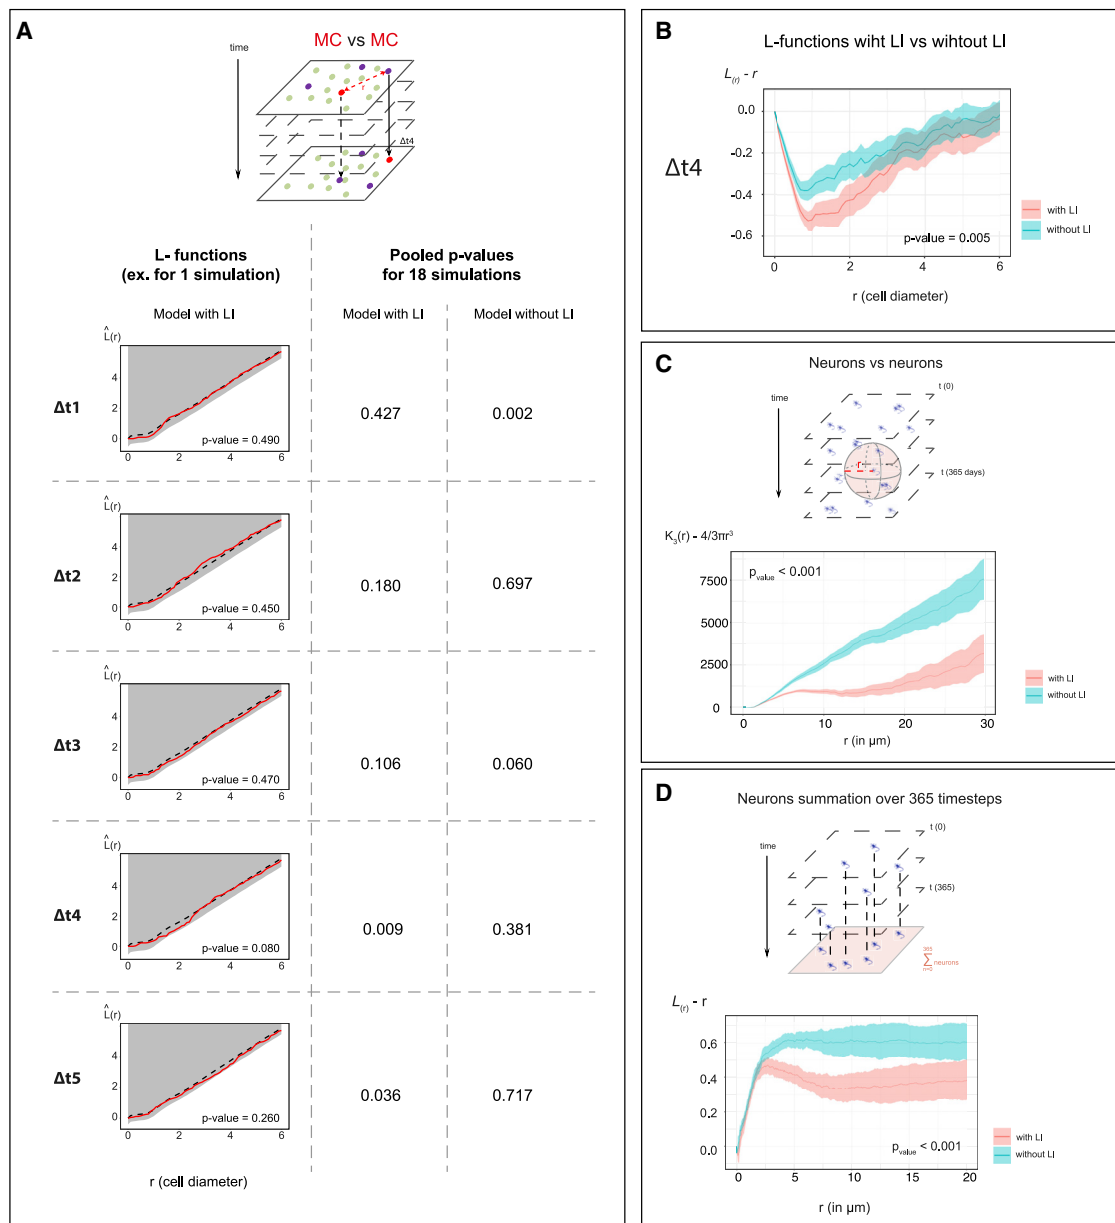 A
MC vs MC
time
r
Δt4
L- functions
(ex. for 1 simulation)
Pooled p-values
for 18 simulations
Model with LI
Model with LI
Model without LI
^
L(r)
Δt1
4
2
0
p-value = 0.490
0 2 4 6
0.427
0.002
^
L(r)
Δt2
4
2
0
p-value = 0.450
0 2 4 6
0.180
0.697
^
L(r)
Δt3
4
2
0
p-value = 0.470
0 2 4 6
0.106
0.060
^
L(r)
Δt4
4
2
0
p-value = 0.080
0 2 4 6
0.009
0.381
^
L(r)
Δt5
4
2
0
p-value = 0.260
0 2 4 6
0.036
0.717
r (cell diameter)
B
L-functions wiht LI vs wihtout LI
L(r) - r
Δt4
0.0
-0.2
-0.4
-0.6
p-value = 0.005
0 2 4 6
r (cell diameter)
with LI
without LI
C
Neurons vs neurons
time
t (0)
r
t (365 days)
K3(r) - 4/3πr³
pvalue < 0.001
7500
5000
2500
0
0 10 20 30
r (in µm)
with LI
without LI
D
Neurons summation over 365 timesteps
time
t (0)
t (365)
365
∑ neurons
n=0
L(r) - r
0.6
0.4
0.2
0.0
pvalue < 0.001
0 5 10 15 20
r (in µm)
with LI
without LI